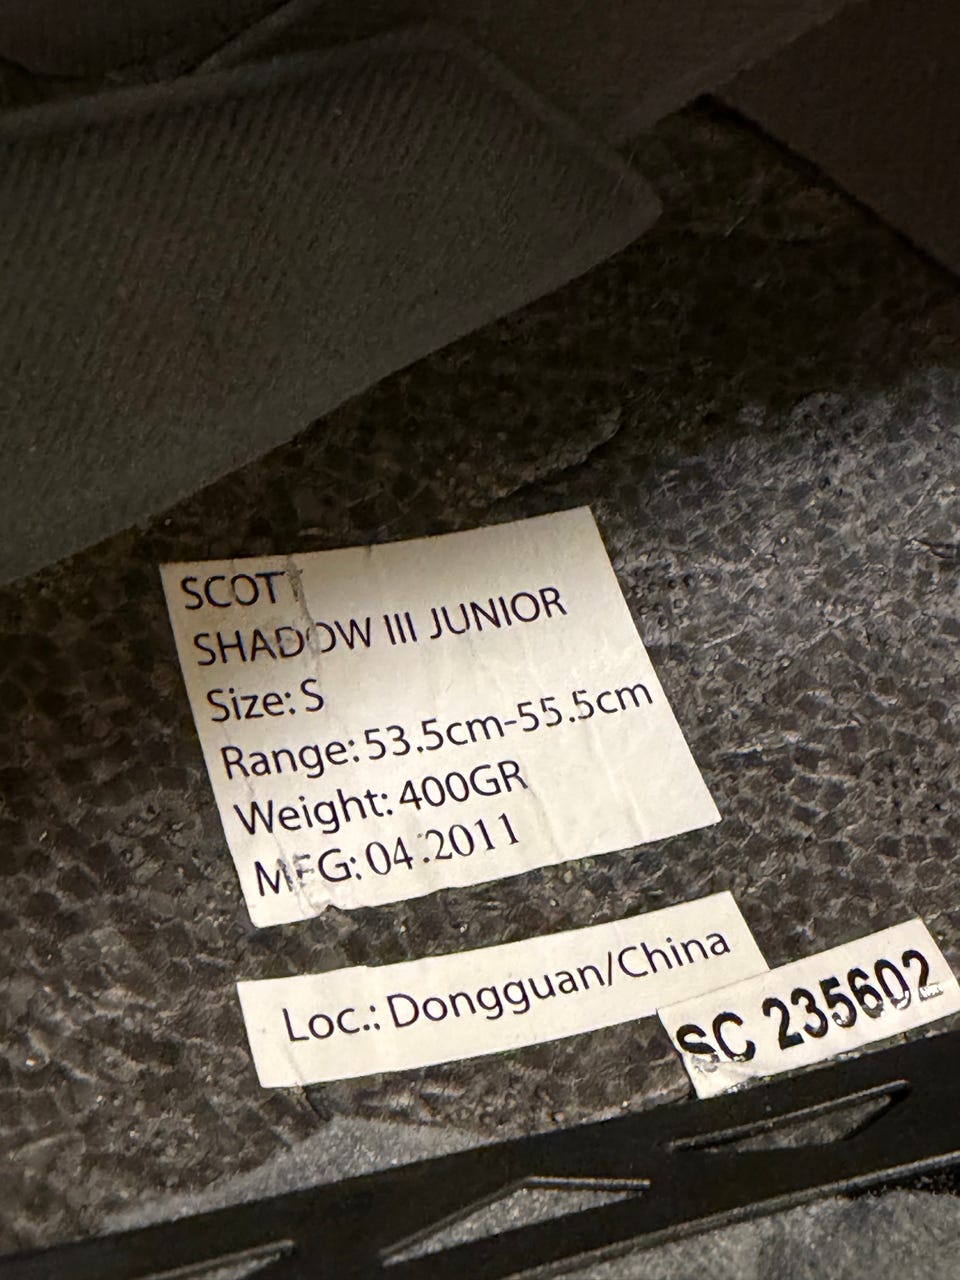 SCOTT
SHADOW III JUNIOR
Size: S
Range: 53.5cm-55.5cm
Weight: 400GR
MFG: 04.2011
Loc.: Dongguan/China
SC 235602